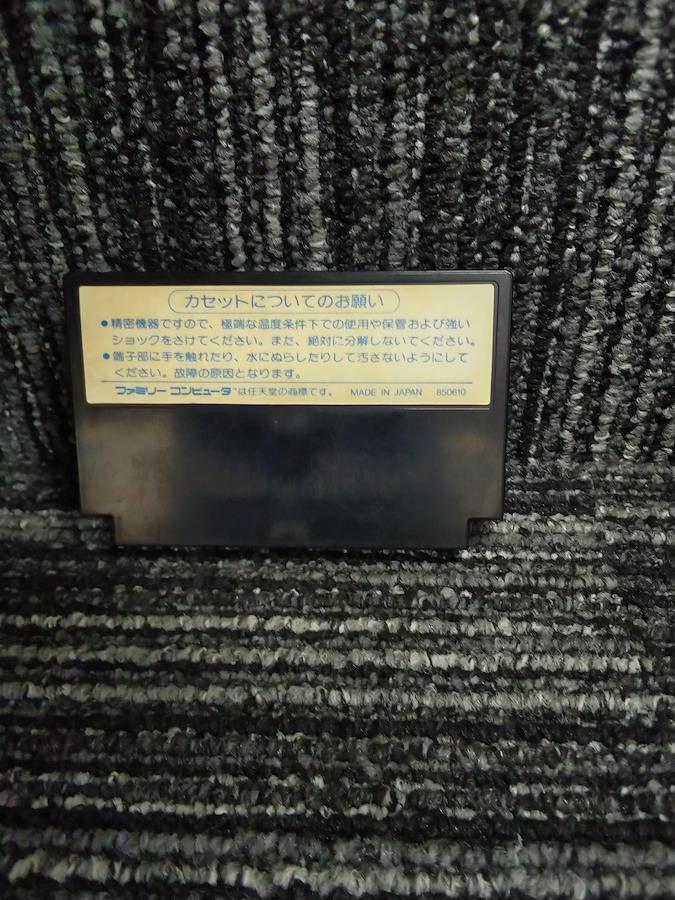 カセットについてのお願い
●精密機器ですので、極端な温度条件下での使用や保管および強い
ショックをさけてください。また、絶対に分解しないでください。
●端子部に手を触れたり、水にぬらしたりして汚さないようにして
ください。故障の原因となります。
ファミリーコンピュータ™は任天堂の商標です。 MADE IN JAPAN 850610